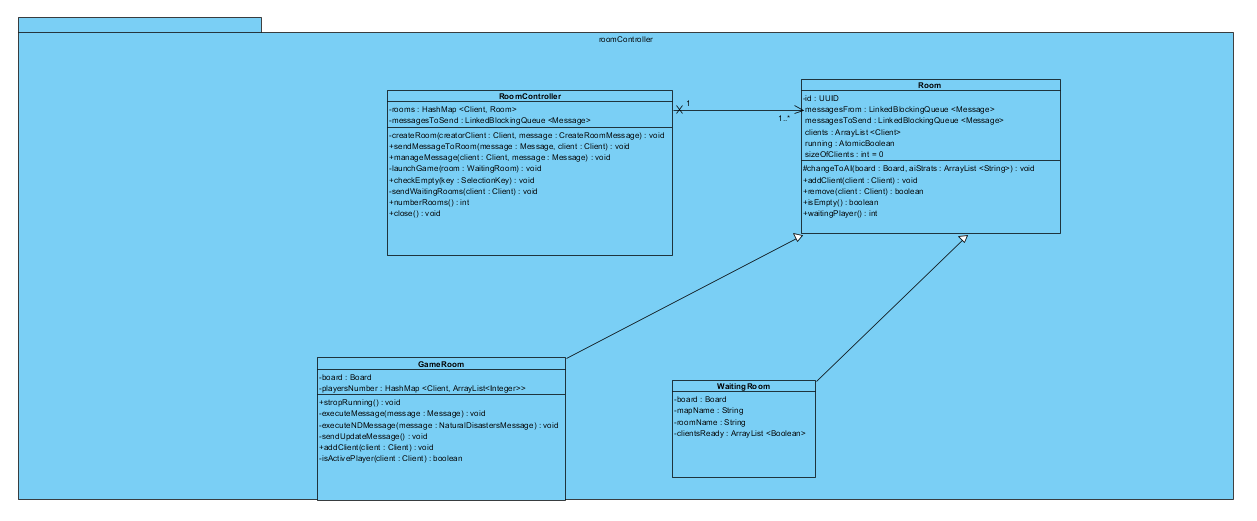 roomController
RoomController
-rooms : HashMap <Client, Room>
-messagesToSend : LinkedBlockingQueue <Message>
-createRoom(creatorClient : Client, message : CreateRoomMessage) : void
+sendMessageToRoom(message : Message, client : Client) : void
+manageMessage(client : Client, message : Message) : void
-launchGame(room : WaitingRoom) : void
+checkEmpty(key : SelectionKey) : void
-sendWaitingRooms(client : Client) : void
+numberRooms() : int
+close() : void
1
1..*
Room
-id : UUID
messagesFrom : LinkedBlockingQueue <Message>
messagesToSend : LinkedBlockingQueue <Message>
clients : ArrayList <Client>
running : AtomicBoolean
sizeOfClients : int = 0
#changeToAI(board : Board, aiStrats : ArrayList <String>) : void
+addClient(client : Client) : void
+remove(client : Client) : boolean
+isEmpty() : boolean
+waitingPlayer() : int
GameRoom
-board : Board
-playersNumber : HashMap <Client, ArrayList<Integer>>
+stropRunning() : void
-executeMessage(message : Message) : void
-executeNDMessage(message : NaturalDisastersMessage) : void
-sendUpdateMessage() : void
+addClient(client : Client) : void
-isActivePlayer(client : Client) : boolean
WaitingRoom
-board : Board
-mapName : String
-roomName : String
-clientsReady : ArrayList <Boolean>